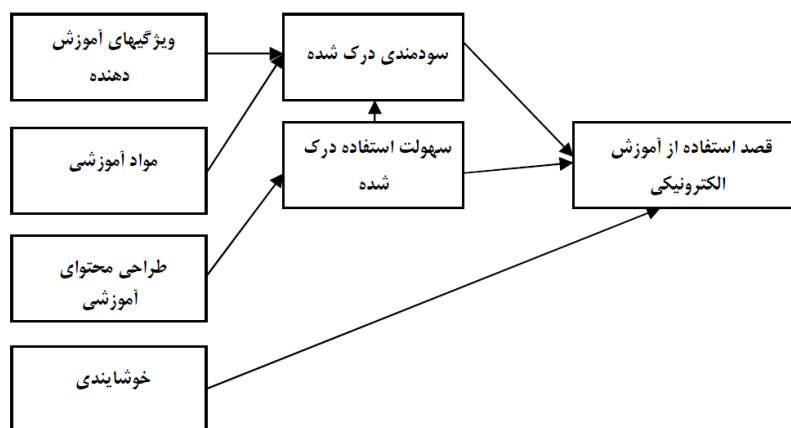 ویژگیهای آموزش
دهنده
سودمندی درک شده
مواد آموزشی
سهولت استفاده درک
شده
قصد استفاده از آموزش
الکترونیکی
طراحی محتوای
آموزشی
خوشایندی